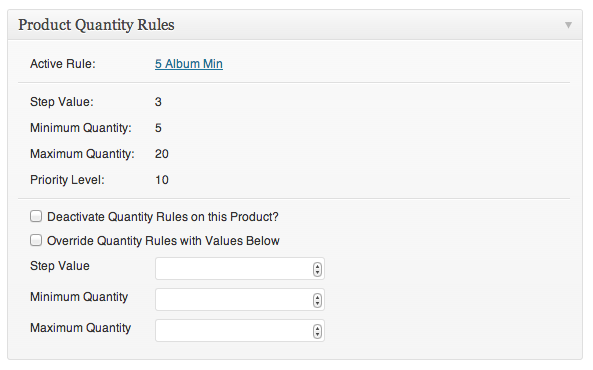 Product Quantity Rules
Active Rule: 5 Album Min
Step Value: 3
Minimum Quantity: 5
Maximum Quantity: 20
Priority Level: 10
Deactivate Quantity Rules on this Product?
Override Quantity Rules with Values Below
Step Value
Minimum Quantity
Maximum Quantity